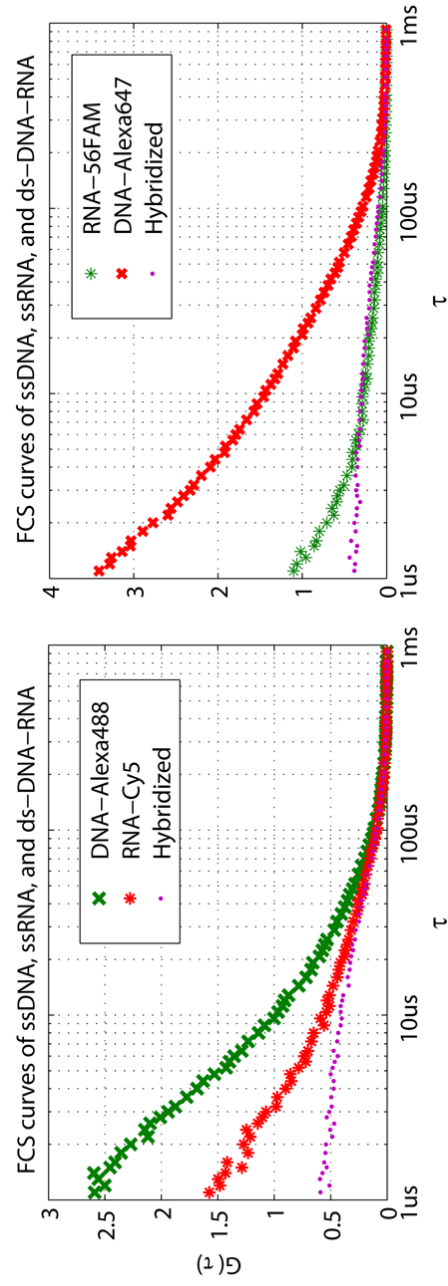 FCS curves of ssDNA, ssRNA, and ds−DNA−RNA
3
2.5
2
1.5
1
0.5
0
G(τ)
DNA−Alexa488
RNA−Cy5
Hybridized
1us
10us
100us
1ms
τ
FCS curves of ssDNA, ssRNA, and ds−DNA−RNA
4
3
2
1
0
RNA−56FAM
DNA−Alexa647
Hybridized
1us
10us
100us
1ms
τ